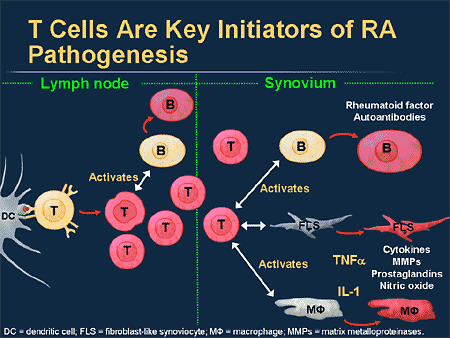 T Cells Are Key Initiators of RA
Pathogenesis
Lymph node
Synovium
B
B
Activates
DC
T
T
T
T
T
T
T
B
B
Rheumatoid factor
Autoantibodies
Activates
T
FLS
FLS
Activates
TNFα
IL-1
Cytokines
MMPs
Prostaglandins
Nitric oxide
MΦ
MΦ
DC = dendritic cell; FLS = fibroblast-like synoviocyte; MΦ = macrophage; MMPs = matrix metalloproteinases.